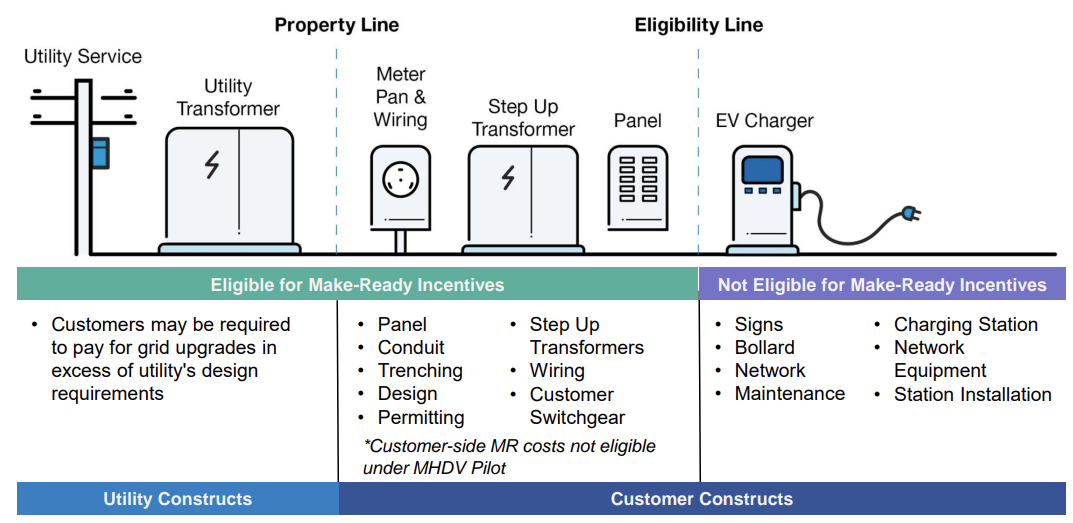 Property Line
Eligibility Line
Utility Service
Utility
Transformer
Meter
Pan &
Wiring
Step Up
Transformer
Panel
EV Charger
Eligible for Make-Ready Incentives
Not Eligible for Make-Ready Incentives
• Customers may be required
to pay for grid upgrades in
excess of utility's design
requirements
• Panel
• Conduit
• Trenching
• Design
• Permitting
• Step Up
Transformers
• Wiring
• Customer
Switchgear
*Customer-side MR costs not eligible
under MHDV Pilot
• Signs
• Bollard
• Network
• Maintenance
• Charging Station
• Network
Equipment
• Station Installation
Utility Constructs
Customer Constructs